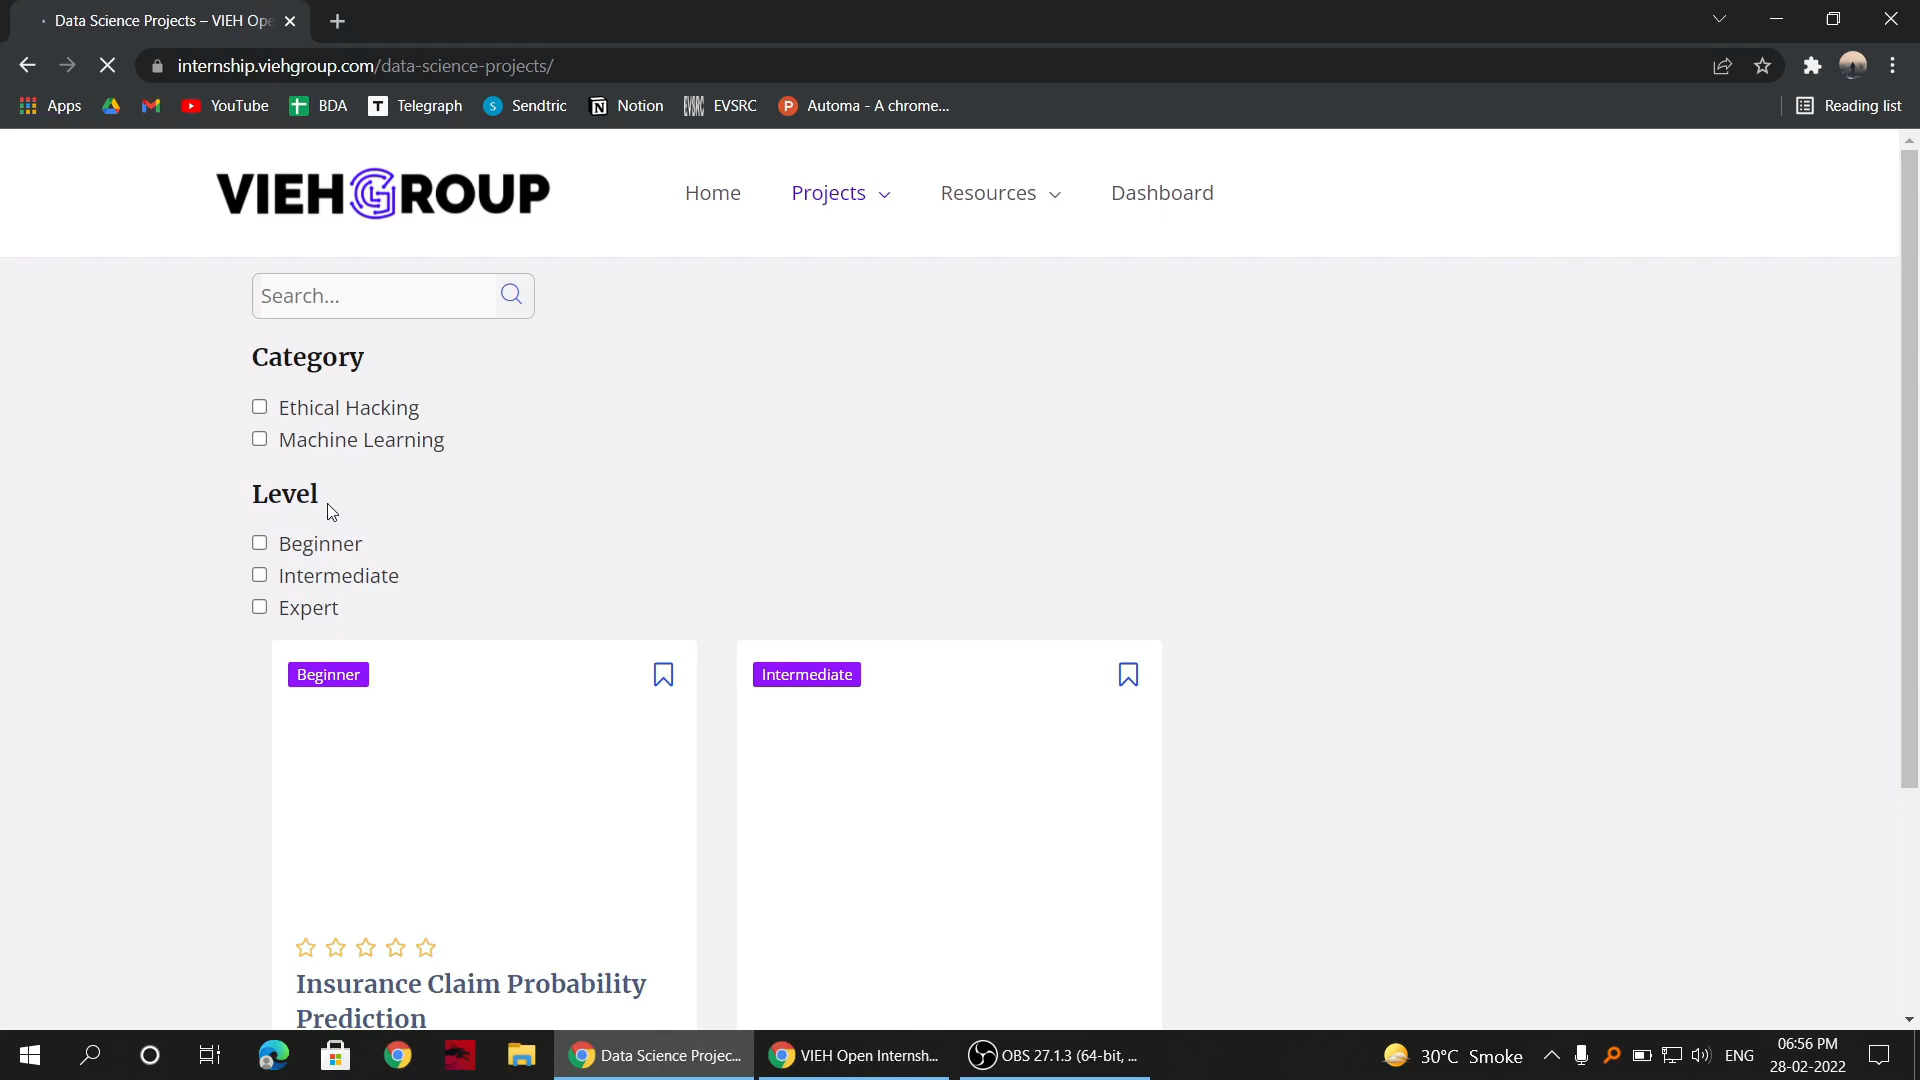 Data Science Projects – VIEH Ope
internship.viehgroup.com/data-science-projects/
Apps YouTube BDA Telegraph Sendtric Notion EVSRC Automa - A chrome... Reading list
VIEHGROUP Home Projects Resources Dashboard
Search...
Category
Ethical Hacking
Machine Learning
Level
Beginner
Intermediate
Expert
Beginner Intermediate
Insurance Claim Probability
Prediction
Data Science Projec... VIEH Open Internsh... OBS 27.1.3 (64-bit, ... 30°C Smoke ENG 06:56 PM
28-02-2022